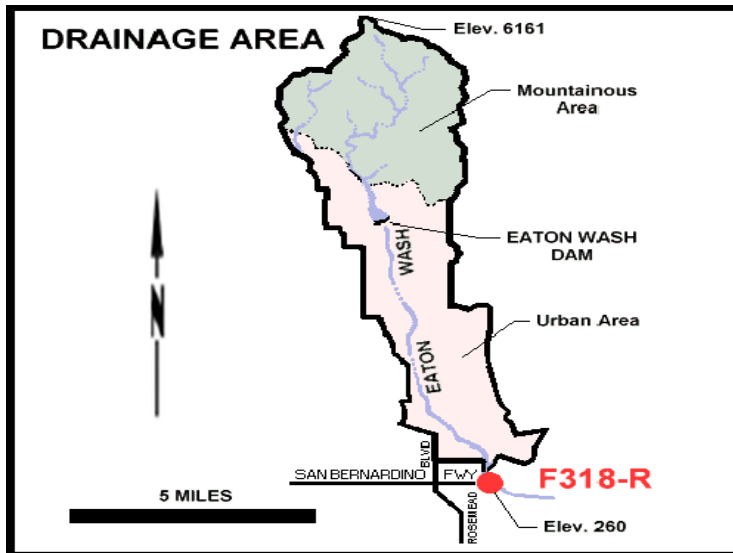 DRAINAGE AREA
Elev. 6161
Mountainous
Area
N
EATON WASH
DAM
WASH
Urban Area
EATON
BLVD
SAN BERNARDINO FWY
F318-R
5 MILES
ROSEMEAD
Elev. 260